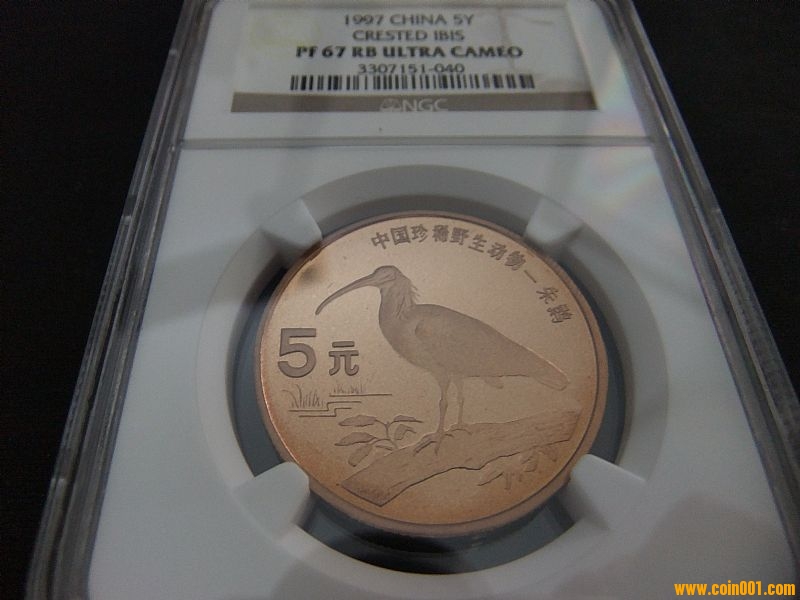 1997 CHINA 5Y
CRESTED IBIS
PF 67 RB ULTRA CAMEO
3307151-040
NGC
中国珍稀野生动物一朱鹮
5元
www.coin001.com